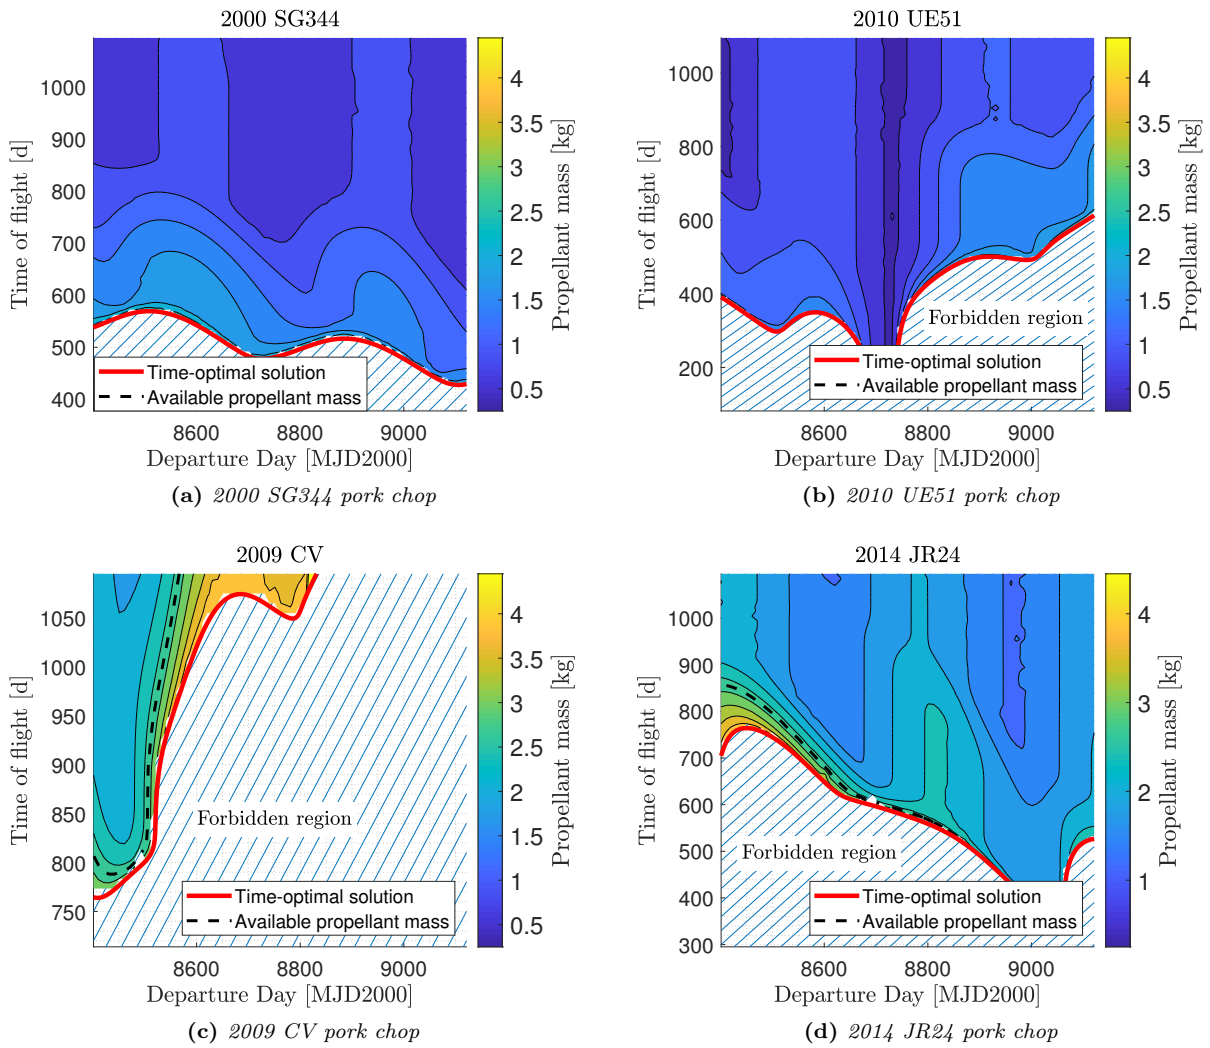 2000 SG344
1000
900
800
700
600
500
400
Time of flight [d]
Time-optimal solution
Available propellant mass
8600
8800
9000
Departure Day [MJD2000]
4
3.5
3
2.5
2
1.5
1
0.5
Propellant mass [kg]
(a) 2000 SG344 pork chop
2010 UE51
1000
800
600
400
200
Time of flight [d]
Forbidden region
Time-optimal solution
Available propellant mass
8600
8800
9000
Departure Day [MJD2000]
4
3.5
3
2.5
2
1.5
1
0.5
Propellant mass [kg]
(b) 2010 UE51 pork chop
2009 CV
1050
1000
950
900
850
800
750
Time of flight [d]
Forbidden region
Time-optimal solution
Available propellant mass
8600
8800
9000
Departure Day [MJD2000]
4
3.5
3
2.5
2
1.5
1
0.5
Propellant mass [kg]
(c) 2009 CV pork chop
2014 JR24
1000
900
800
700
600
500
400
300
Time of flight [d]
Forbidden region
Time-optimal solution
Available propellant mass
8600
8800
9000
Departure Day [MJD2000]
4
3.5
3
2.5
2
1.5
1
0.5
Propellant mass [kg]
(d) 2014 JR24 pork chop